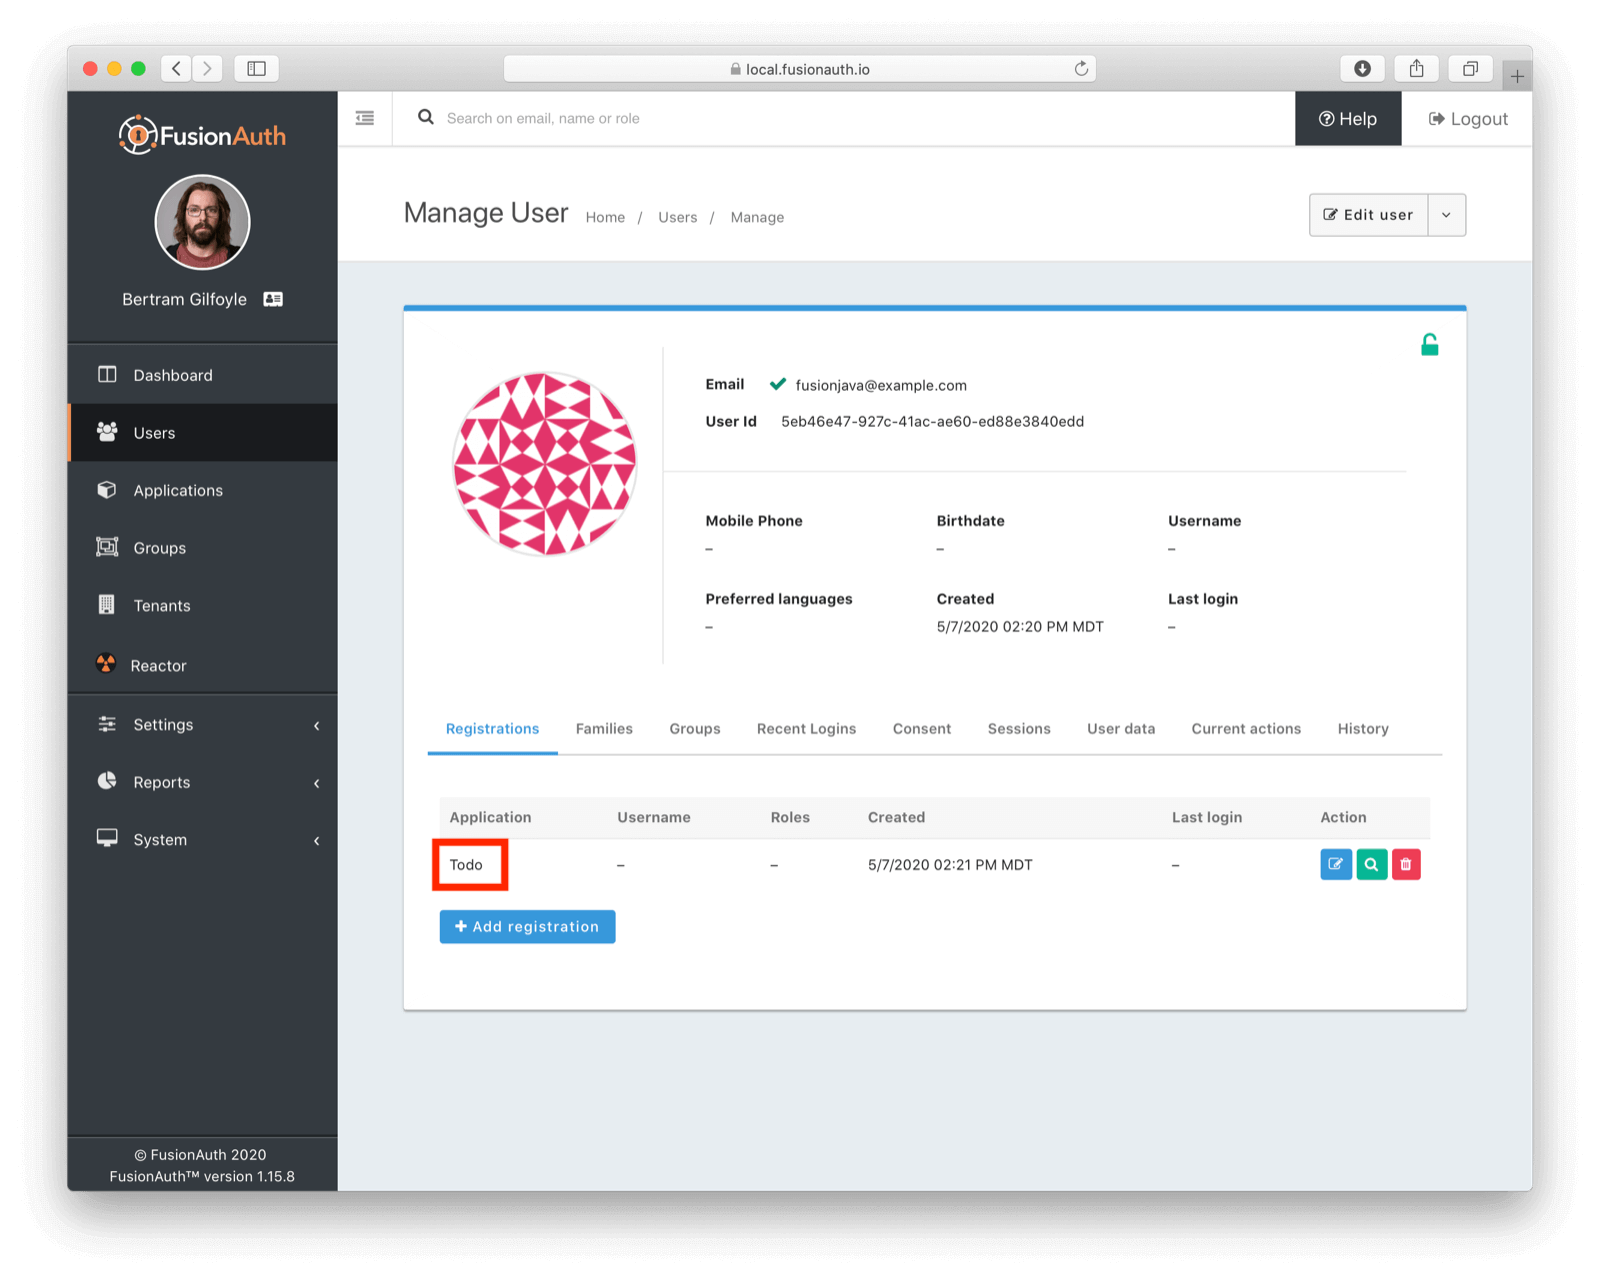 local.fusionauth.io
FusionAuth
Search on email, name or role
Help
Logout
Bertram Gilfoyle
Manage User
Home / Users / Manage
Edit user
Dashboard
Users
Applications
Groups
Tenants
Reactor
Settings
Reports
System
Email fusionjava@example.com
User Id 5eb46e47-927c-41ac-ae60-ed88e3840edd
Mobile Phone Birthdate Username
– – –
Preferred languages Created Last login
– 5/7/2020 02:20 PM MDT –
Registrations Families Groups Recent Logins Consent Sessions User data Current actions History
Application Username Roles Created Last login Action
Todo – – 5/7/2020 02:21 PM MDT –
Add registration
© FusionAuth 2020
FusionAuth™ version 1.15.8